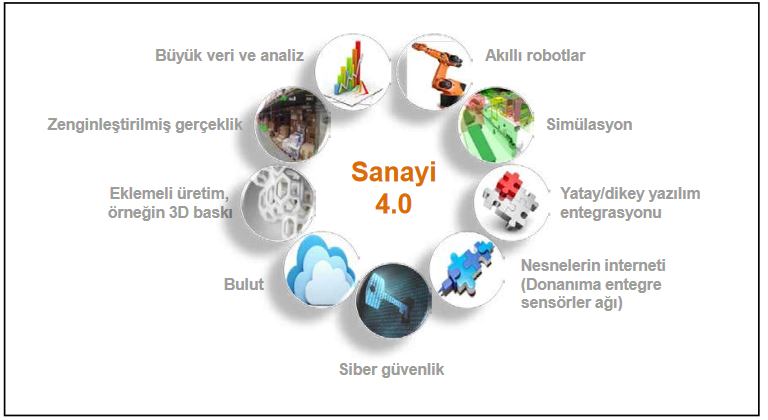 Büyük veri ve analiz
Akıllı robotlar
Zenginleştirilmiş gerçeklik
Simülasyon
Sanayi
4.0
Eklemeli üretim,
örneğin 3D baskı
Yatay/dikey yazılım
entegrasyonu
Bulut
Nesnelerin interneti
(Donanıma entegre
sensörler ağı)
Siber güvenlik